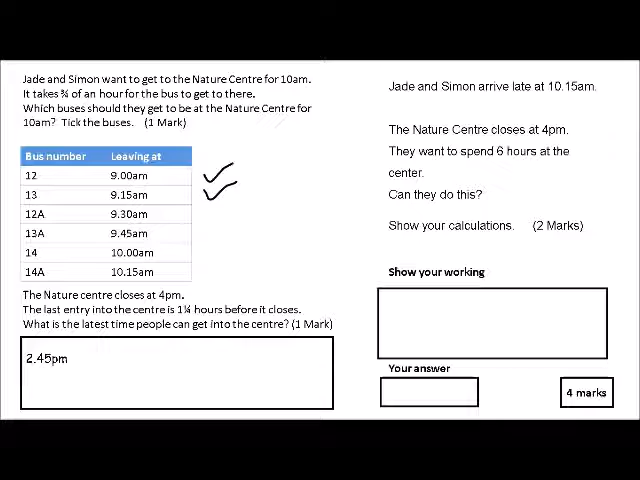 Jade and Simon want to get to the Nature Centre for 10am.
It takes ¾ of an hour for the bus to get to there.
Which buses should they get to be at the Nature Centre for
10am? Tick the buses. (1 Mark)
Bus number Leaving at
12 9.00am
13 9.15am
12A 9.30am
13A 9.45am
14 10.00am
14A 10.15am
The Nature centre closes at 4pm.
The last entry into the centre is 1¼ hours before it closes.
What is the latest time people can get into the centre? (1 Mark)
2.45pm
Jade and Simon arrive late at 10.15am.
The Nature Centre closes at 4pm.
They want to spend 6 hours at the
center.
Can they do this?
Show your calculations. (2 Marks)
Show your working
Your answer
4 marks